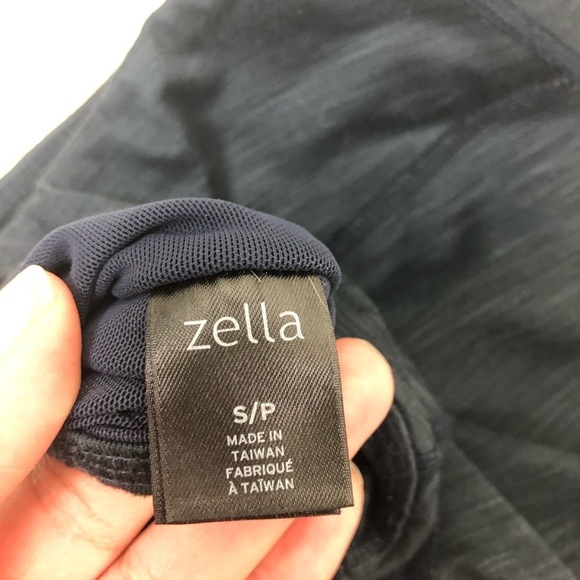 zella
S/P
MADE IN
TAIWAN
FABRIQUÉ
À TAÏWAN